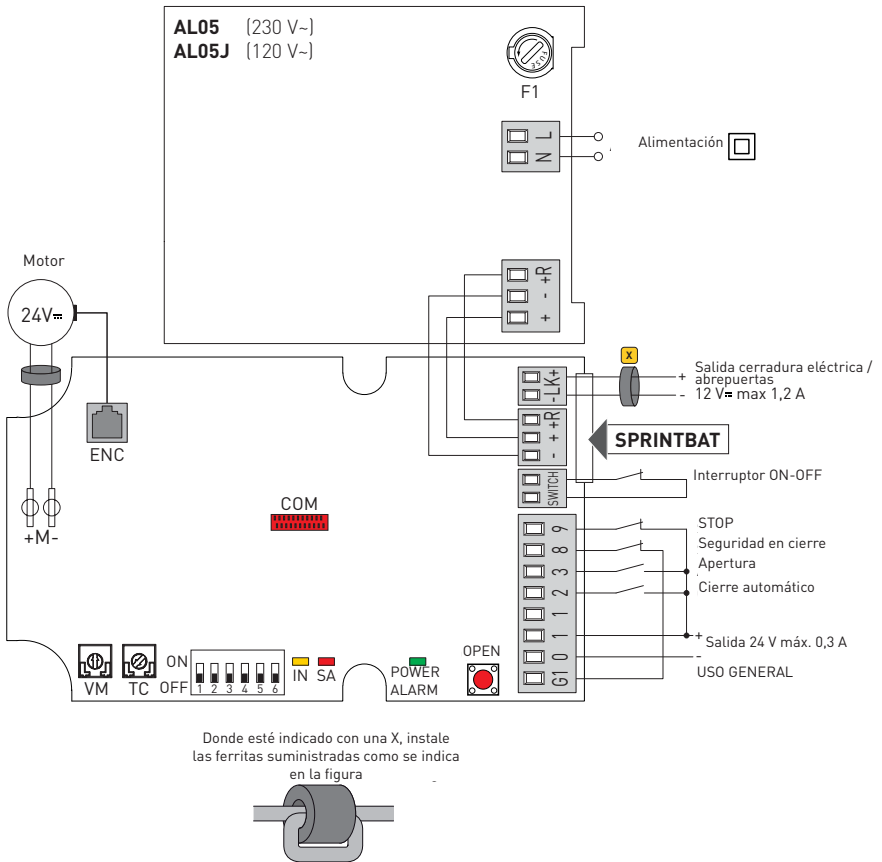 AL05 (230 V~)
AL05J (120 V~)
FUSE
F1
L
N
Alimentación
+R
-
+
Motor
24V⎓
ENC
+M-
COM
-LK+
X
+ Salida cerradura eléctrica /
abrepuertas
- 12 V⎓ max 1,2 A
- + +R
SPRINTBAT
SWITCH
Interruptor ON-OFF
9
STOP
8
Seguridad en cierre
3
Apertura
2
Cierre automático
1
1
+ Salida 24 V máx. 0,3 A
0
-
G1
USO GENERAL
VM
TC
ON
OFF
1 2 3 4 5 6
IN SA
POWER
ALARM
OPEN
Donde esté indicado con una X, instale
las ferritas suministradas como se indica
en la figura